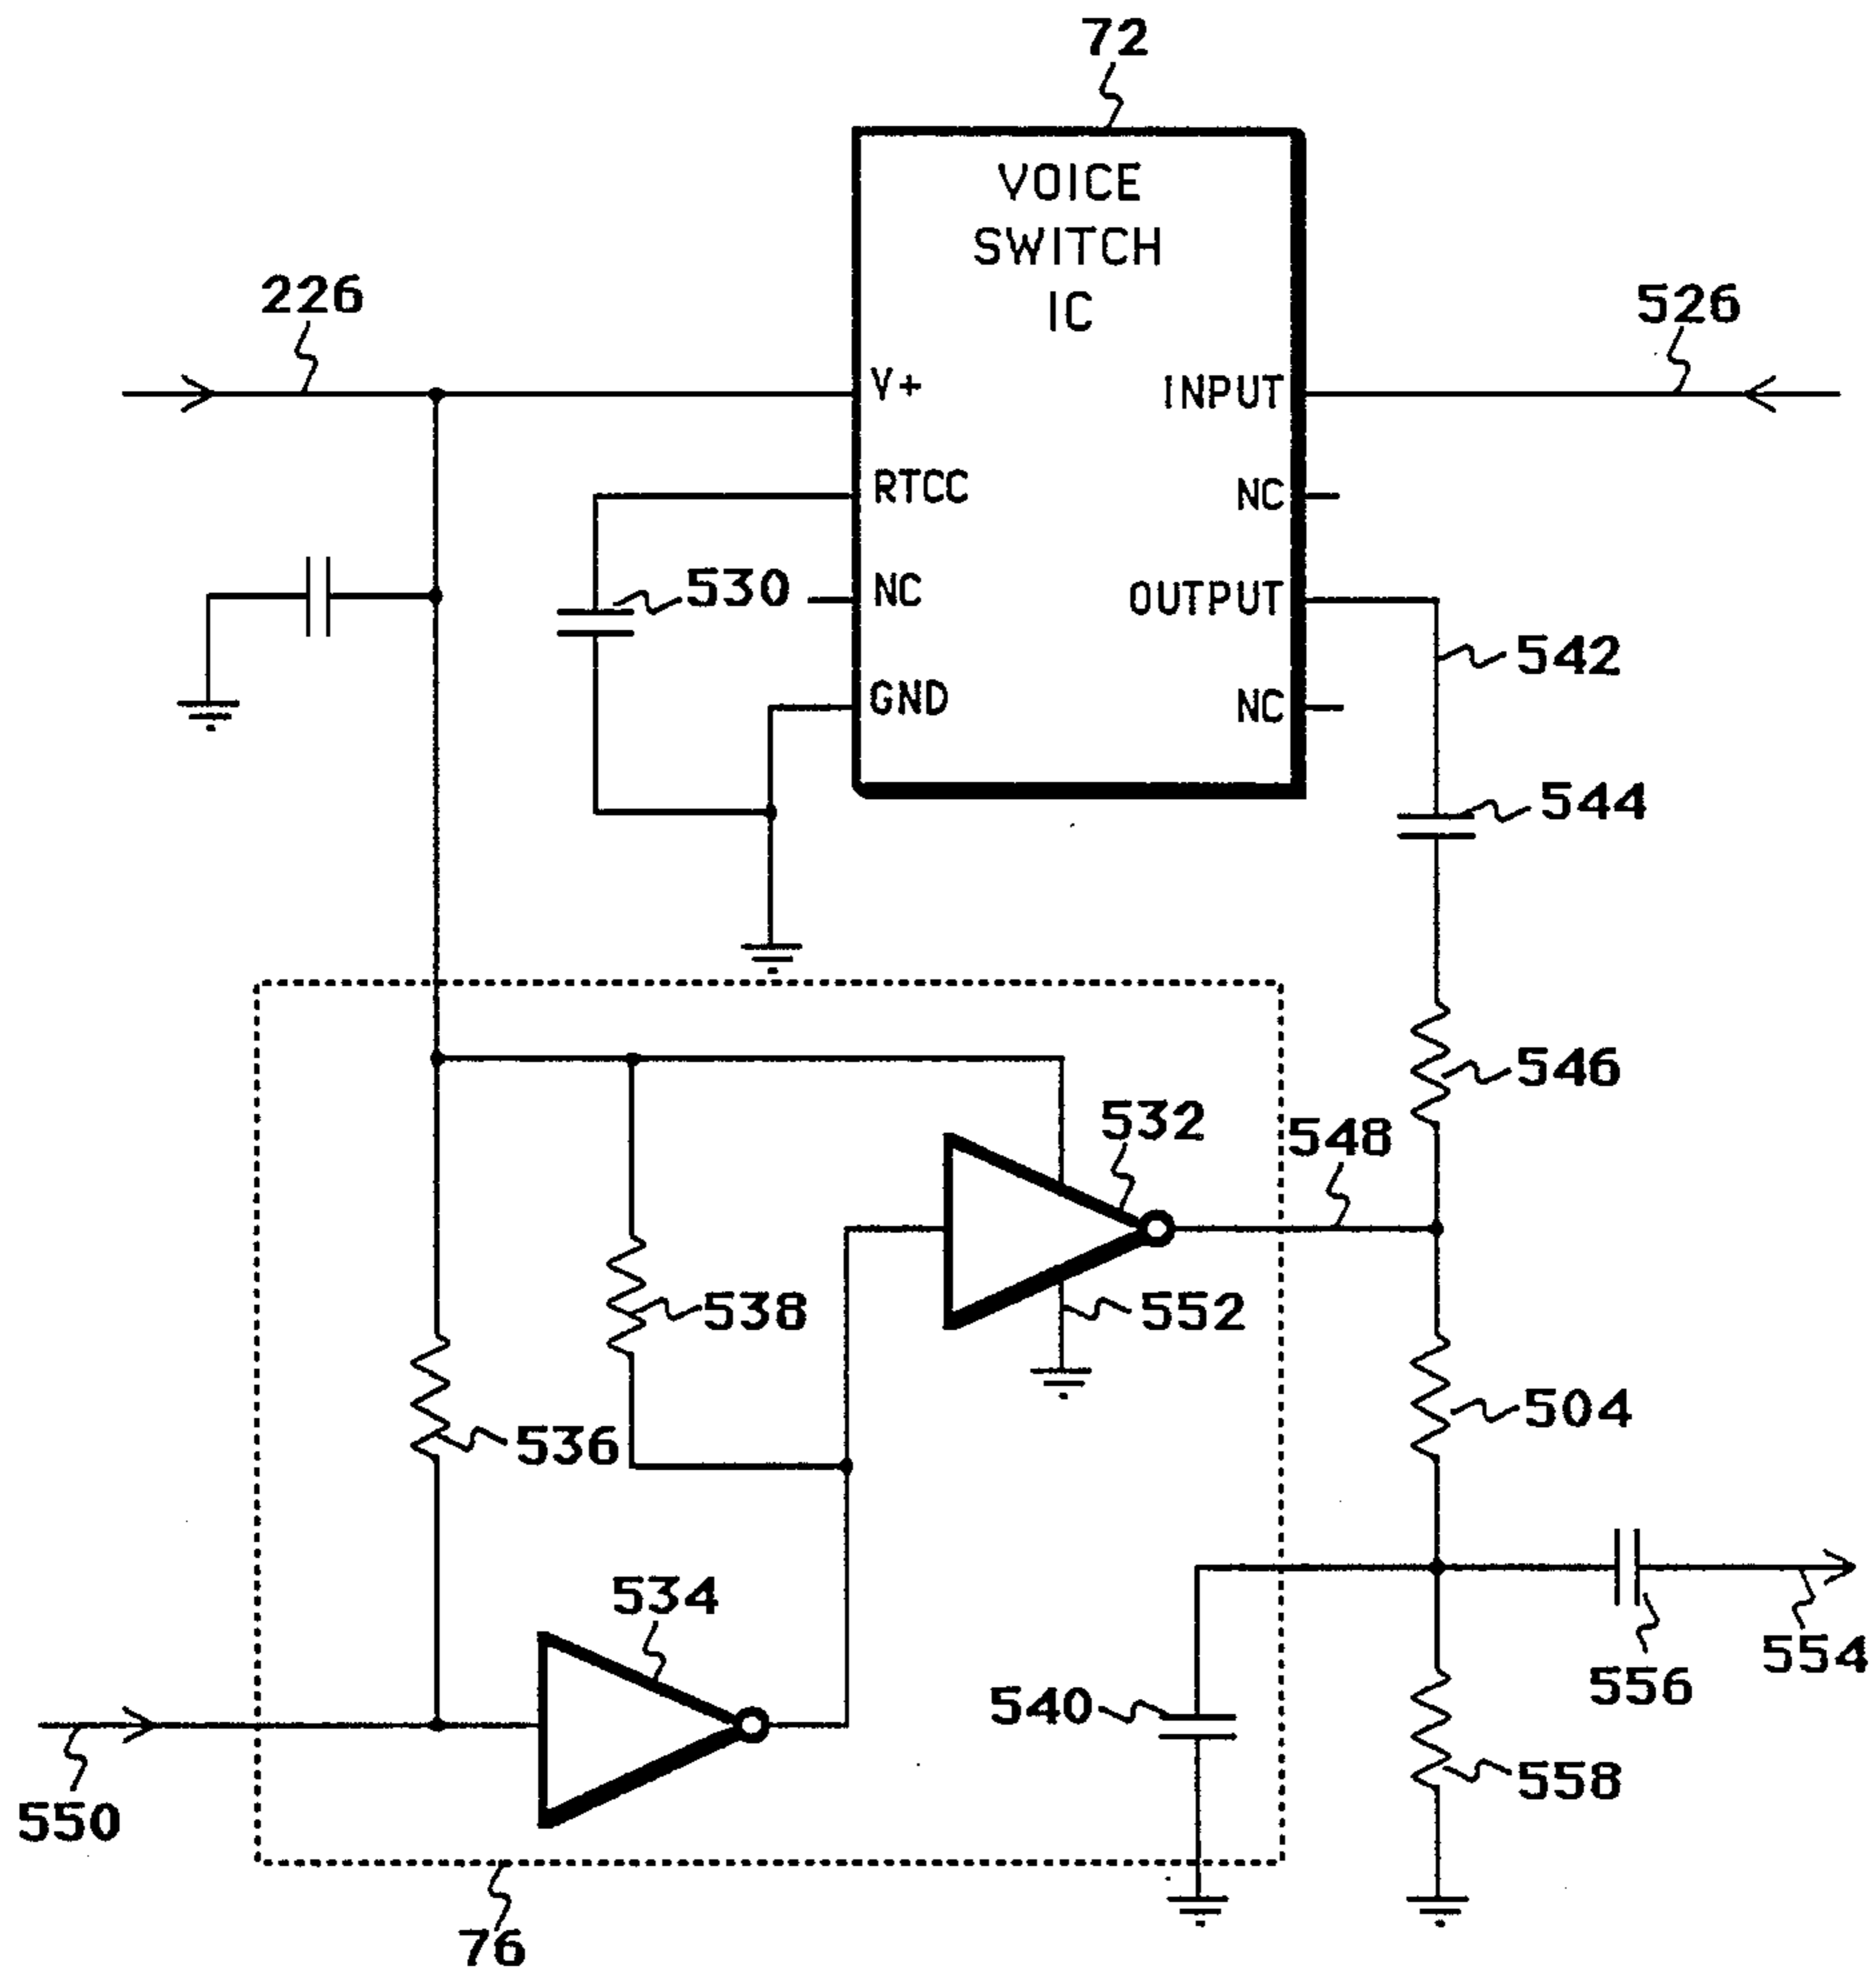 72
VOICE
SWITCH
IC
226
526
V+
INPUT
RTCC
NC
530
NC
OUTPUT
542
GND
NC
544
546
532
548
538
552
504
536
534
554
556
540
558
550
76